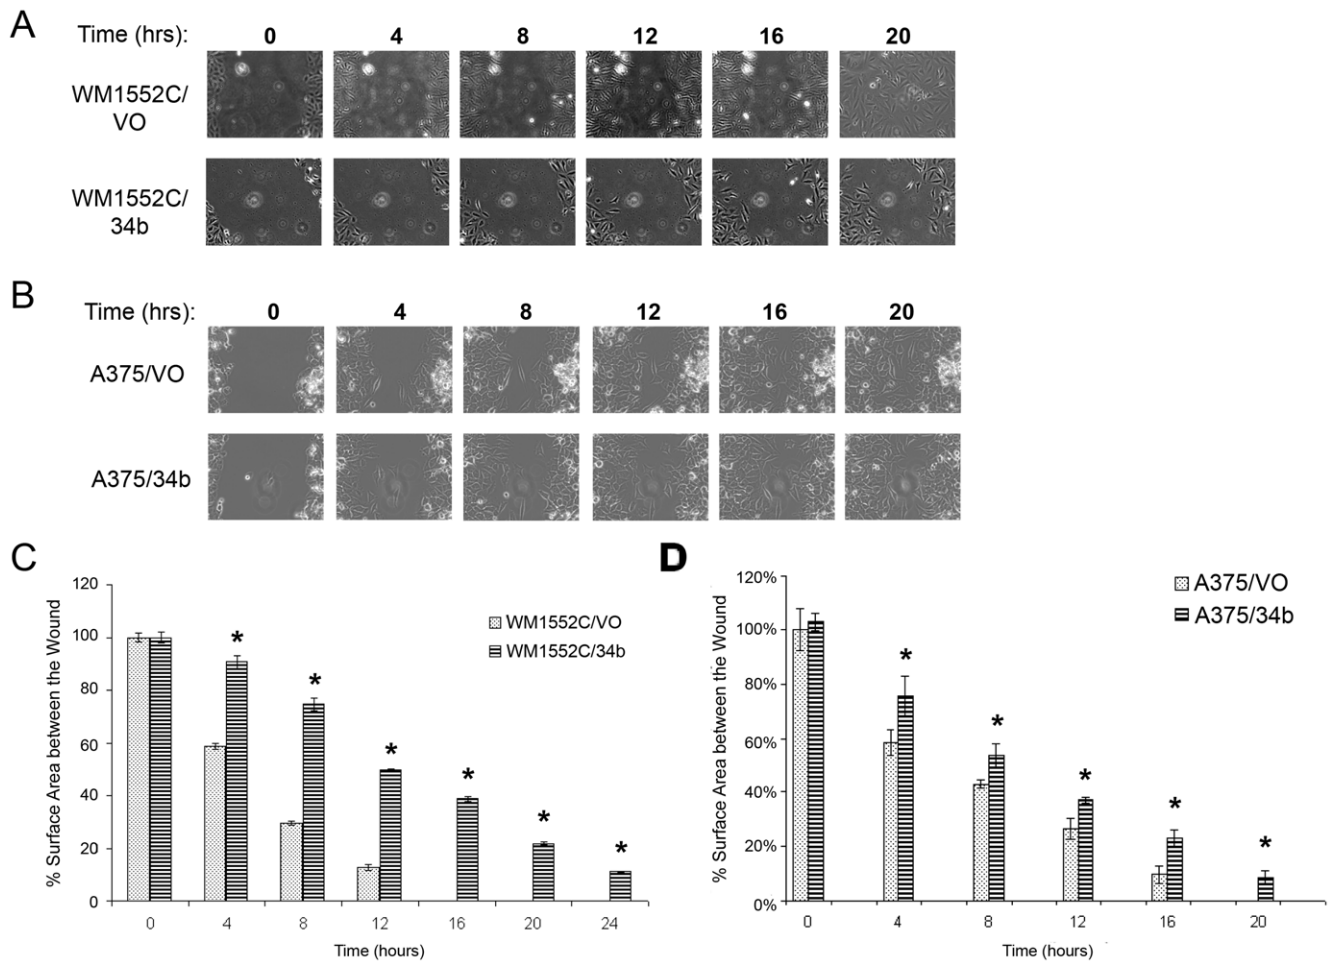 A
Time (hrs): 0 4 8 12 16 20
WM1552C/
VO
WM1552C/
34b
B
Time (hrs): 0 4 8 12 16 20
A375/VO
A375/34b
C
% Surface Area between the Wound
120
100
80
60
40
20
0
* * * * * *
WM1552C/VO
WM1552C/34b
0 4 8 12 16 20 24
Time (hours)
D
% Surface Area between the Wound
120%
100%
80%
60%
40%
20%
0%
* * * * *
A375/VO
A375/34b
0 4 8 12 16 20
Time (hours)